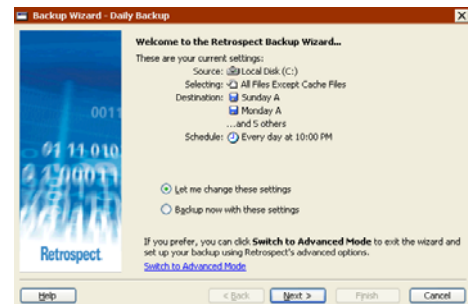 Backup Wizard - Daily Backup
Welcome to the Retrospect Backup Wizard...
These are your current settings:
Source: Local Disk (C:)
Selecting: All Files Except Cache Files
Destination: Sunday A
Monday A
...and 5 others
Schedule: Every day at 10:00 PM
Let me change these settings
Backup now with these settings
If you prefer, you can click Switch to Advanced Mode to exit the wizard and
set up your backup using Retrospect's advanced options.
Switch to Advanced Mode
Retrospect
Help
< Back
Next >
Finish
Cancel